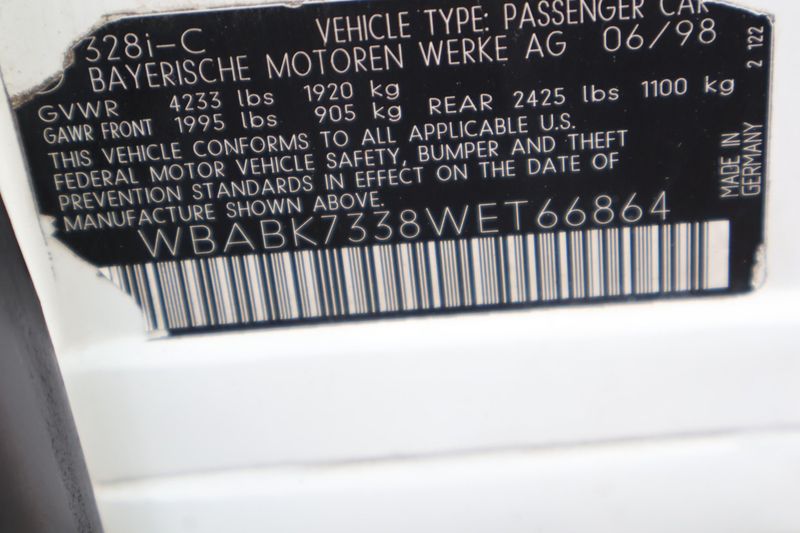 328i-C VEHICLE TYPE: PASSENGER CAR
BAYERISCHE MOTOREN WERKE AG 06/98
GVWR 4233 lbs 1920 kg
GAWR FRONT 1995 lbs 905 kg REAR 2425 lbs 1100 kg
THIS VEHICLE CONFORMS TO ALL APPLICABLE U.S.
FEDERAL MOTOR VEHICLE SAFETY, BUMPER AND THEFT
PREVENTION STANDARDS IN EFFECT ON THE DATE OF
MANUFACTURE SHOWN ABOVE.
WBABK7338WET66864
MADE IN
GERMANY
2 122